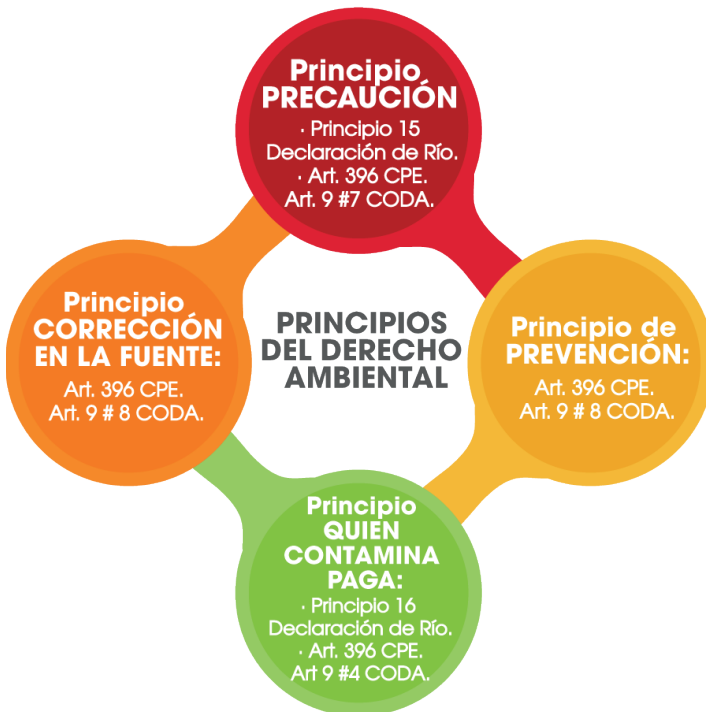 Principio
PRECAUCIÓN
· Principio 15
Declaración de Río.
· Art. 396 CPE.
Art. 9 #7 CODA.
Principio
CORRECCIÓN
EN LA FUENTE:
Art. 396 CPE.
Art. 9 # 8 CODA.
PRINCIPIOS
DEL DERECHO
AMBIENTAL
Principio de
PREVENCIÓN:
Art. 396 CPE.
Art. 9 # 8 CODA.
Principio
QUIEN
CONTAMINA
PAGA:
· Principio 16
Declaración de Río.
· Art. 396 CPE.
Art 9 #4 CODA.